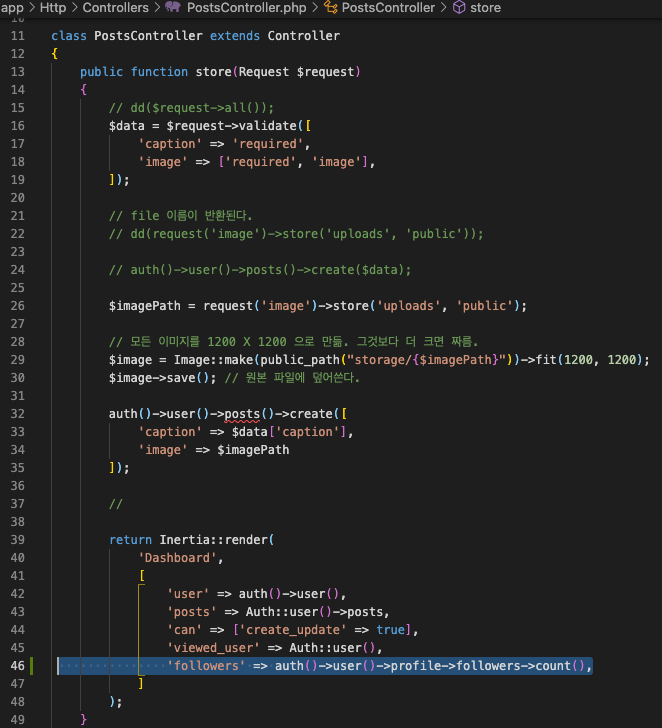 app > Http > Controllers > PostsController.php > PostsController > store
10
11 class PostsController extends Controller
12 {
13     public function store(Request $request)
14     {
15         // dd($request->all());
16         $data = $request->validate([
17             'caption' => 'required',
18             'image' => ['required', 'image'],
19         ]);
20
21         // file 이름이 반환된다.
22         // dd(request('image')->store('uploads', 'public'));
23
24         // auth()->user()->posts()->create($data);
25
26         $imagePath = request('image')->store('uploads', 'public');
27
28         // 모든 이미지를 1200 X 1200 으로 만듦. 그것보다 더 크면 짜름.
29         $image = Image::make(public_path("storage/{$imagePath}"))->fit(1200, 1200);
30         $image->save(); // 원본 파일에 덮어쓴다.
31
32         auth()->user()->posts()->create([
33             'caption' => $data['caption'],
34             'image' => $imagePath
35         ]);
36
37         //
38
39         return Inertia::render(
40             'Dashboard',
41             [
42                 'user' => auth()->user(),
43                 'posts' => Auth::user()->posts,
44                 'can' => ['create_update' => true],
45                 'viewed_user' => Auth::user(),
46                 'followers' => auth()->user()->profile->followers->count(),
47             ]
48         );
49     }